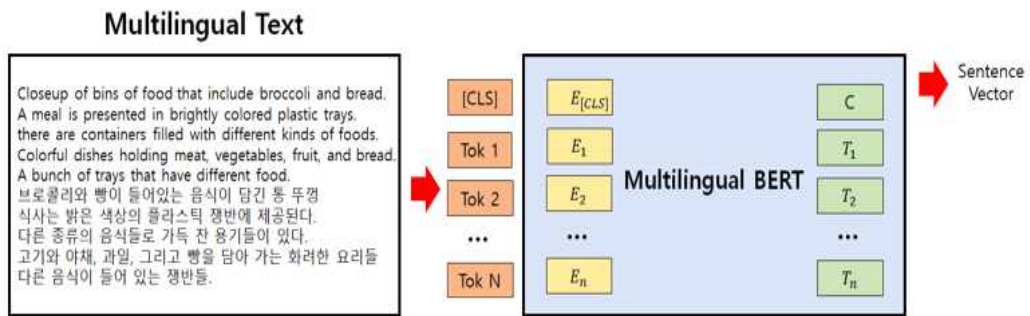 Multilingual Text
Closeup of bins of food that include broccoli and bread.
A meal is presented in brightly colored plastic trays.
there are containers filled with different kinds of foods.
Colorful dishes holding meat, vegetables, fruit, and bread.
A bunch of trays that have different food.
브로콜리와 빵이 들어있는 음식이 담긴 통 뚜껑
식사는 밝은 색상의 플라스틱 쟁반에 제공된다.
다른 종류의 음식들로 가득 찬 용기들이 있다.
고기와 야채, 과일, 그리고 빵을 담아 가는 화려한 요리들
다른 음식이 들어 있는 쟁반들.
[CLS]
Tok 1
Tok 2
...
Tok N
E[CLS]
E1
E2
...
En
Multilingual BERT
C
T1
T2
...
Tn
Sentence
Vector